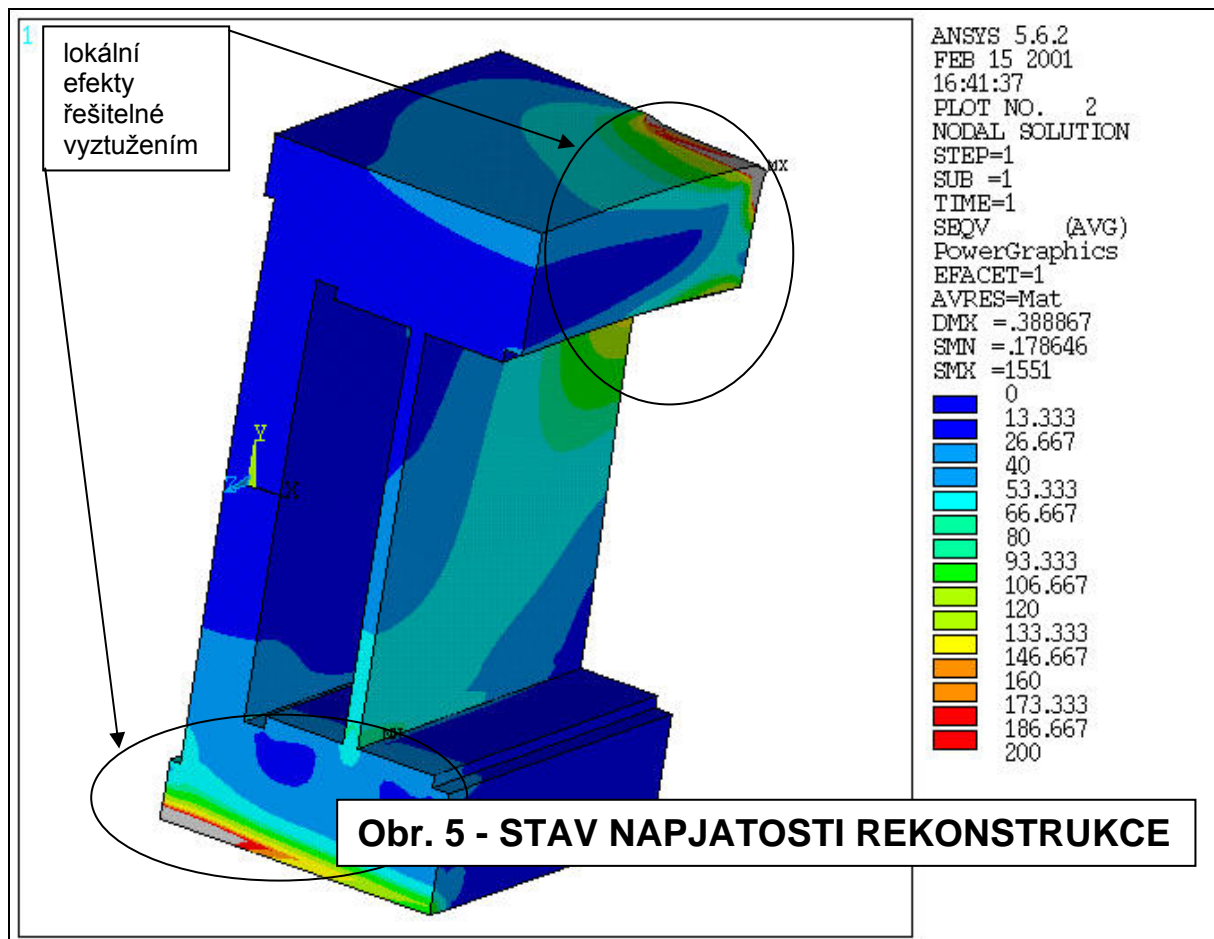 1
lokální
efekty
řešitelné
vyztužením
MX
Y
Z
X
MN
Obr. 5 - STAV NAPJATOSTI REKONSTRUKCE
ANSYS 5.6.2
FEB 15 2001
16:41:37
PLOT NO. 2
NODAL SOLUTION
STEP=1
SUB =1
TIME=1
SEQV (AVG)
PowerGraphics
EFACET=1
AVRES=Mat
DMX =.388867
SMN =.178646
SMX =1551
0
13.333
26.667
40
53.333
66.667
80
93.333
106.667
120
133.333
146.667
160
173.333
186.667
200